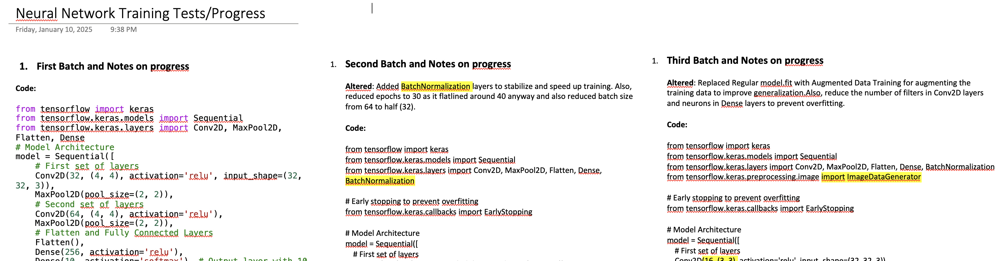 Neural Network Training Tests/Progress
Friday, January 10, 2025 9:38 PM
1. First Batch and Notes on progress
Code:
from tensorflow import keras
from tensorflow.keras.models import Sequential
from tensorflow.keras.layers import Conv2D, MaxPool2D,
Flatten, Dense
# Model Architecture
model = Sequential([
# First set of layers
Conv2D(32, (4, 4), activation='relu', input_shape=(32,
32, 3)),
MaxPool2D(pool_size=(2, 2)),
# Second set of layers
Conv2D(64, (4, 4), activation='relu'),
MaxPool2D(pool_size=(2, 2)),
# Flatten and Fully Connected Layers
Flatten(),
Dense(256, activation='relu'),
Dense(10, activation='softmax') # Output layer with 10
1. Second Batch and Notes on progress
Altered: Added BatchNormalization layers to stabilize and speed up training. Also,
reduced epochs to 30 as it flatlined around 40 anyway and also reduced batch size
from 64 to half (32).
Code:
from tensorflow import keras
from tensorflow.keras.models import Sequential
from tensorflow.keras.layers import Conv2D, MaxPool2D, Flatten, Dense,
BatchNormalization
# Early stopping to prevent overfitting
from tensorflow.keras.callbacks import EarlyStopping
# Model Architecture
model = Sequential([
# First set of layers
1. Third Batch and Notes on progress
Altered: Replaced Regular model.fit with Augmented Data Training for augmenting the
training data to improve generalization.Also, reduce the number of filters in Conv2D layers
and neurons in Dense layers to prevent overfitting.
Code:
from tensorflow import keras
from tensorflow.keras.models import Sequential
from tensorflow.keras.layers import Conv2D, MaxPool2D, Flatten, Dense, BatchNormalization
from tensorflow.keras.preprocessing.image import ImageDataGenerator
# Early stopping to prevent overfitting
from tensorflow.keras.callbacks import EarlyStopping
# Model Architecture
model = Sequential([
# First set of layers
Conv2D(16, (3, 3), activation='relu', input_shape=(32, 32, 3)),